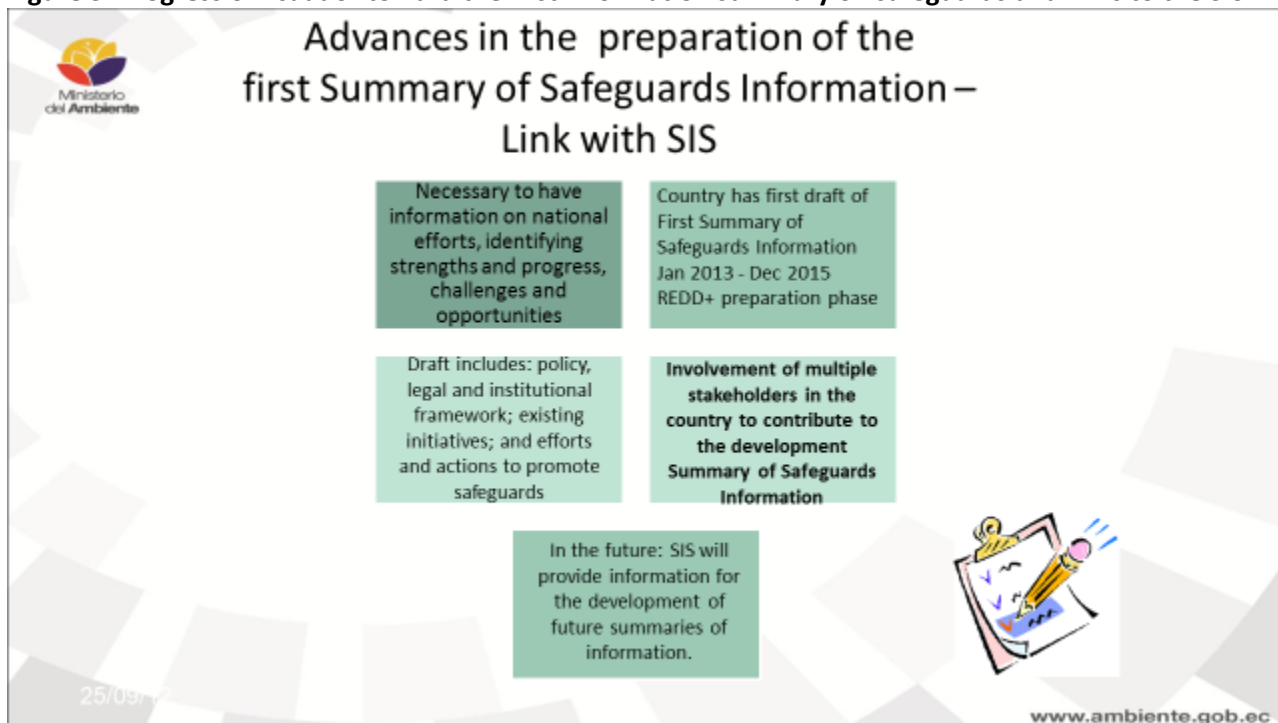 Ministerio
del Ambiente
Advances in the preparation of the
first Summary of Safeguards Information –
Link with SIS
Necessary to have
information on national
efforts, identifying
strengths and progress,
challenges and
opportunities
Country has first draft of
First Summary of
Safeguards Information
Jan 2013 - Dec 2015
REDD+ preparation phase
Draft includes: policy,
legal and institutional
framework; existing
initiatives; and efforts
and actions to promote
safeguards
Involvement of multiple
stakeholders in the
country to contribute to
the development
Summary of Safeguards
Information
In the future: SIS will
provide information for
the development of
future summaries of
information.
25/09/
www.ambiente.gob.ec